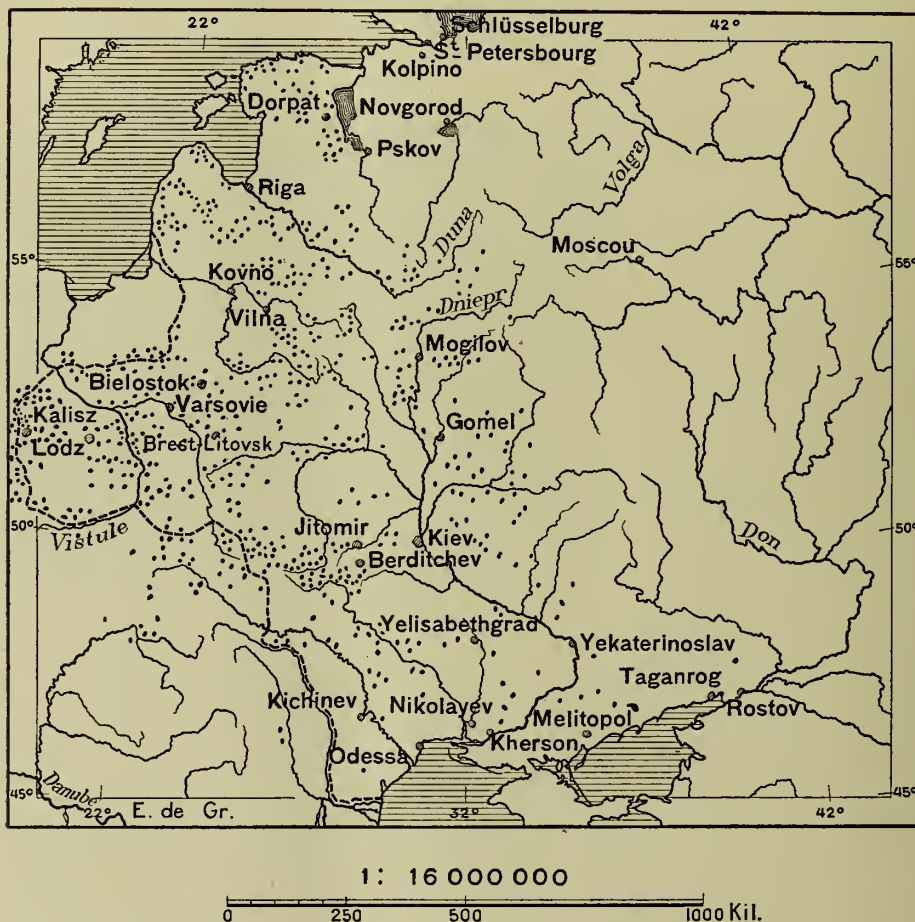 22°
42°
Schlüsselburg
St Petersbourg
Kolpino
Dorpat
Novgorod
Pskov
Volga
Riga
Duna
Moscou
55°
55°
Kovno
Dniepr
Vilna
Mogilov
Bielostok
Varsovie
Kalisz
Gomel
Lodz
Brest-Litovsk
50°
50°
Vistule
Jitomir
Kiev
Don
Berditchev
Yelisabethgrad
Yekaterinoslav
Taganrog
Kichinev
Nikolayev
Melitopol
Rostov
Kherson
Odessa
Danube
45°
45°
22°
E. de Gr.
32°
42°
1: 16 000 000
0 250 500 1000 Kil.